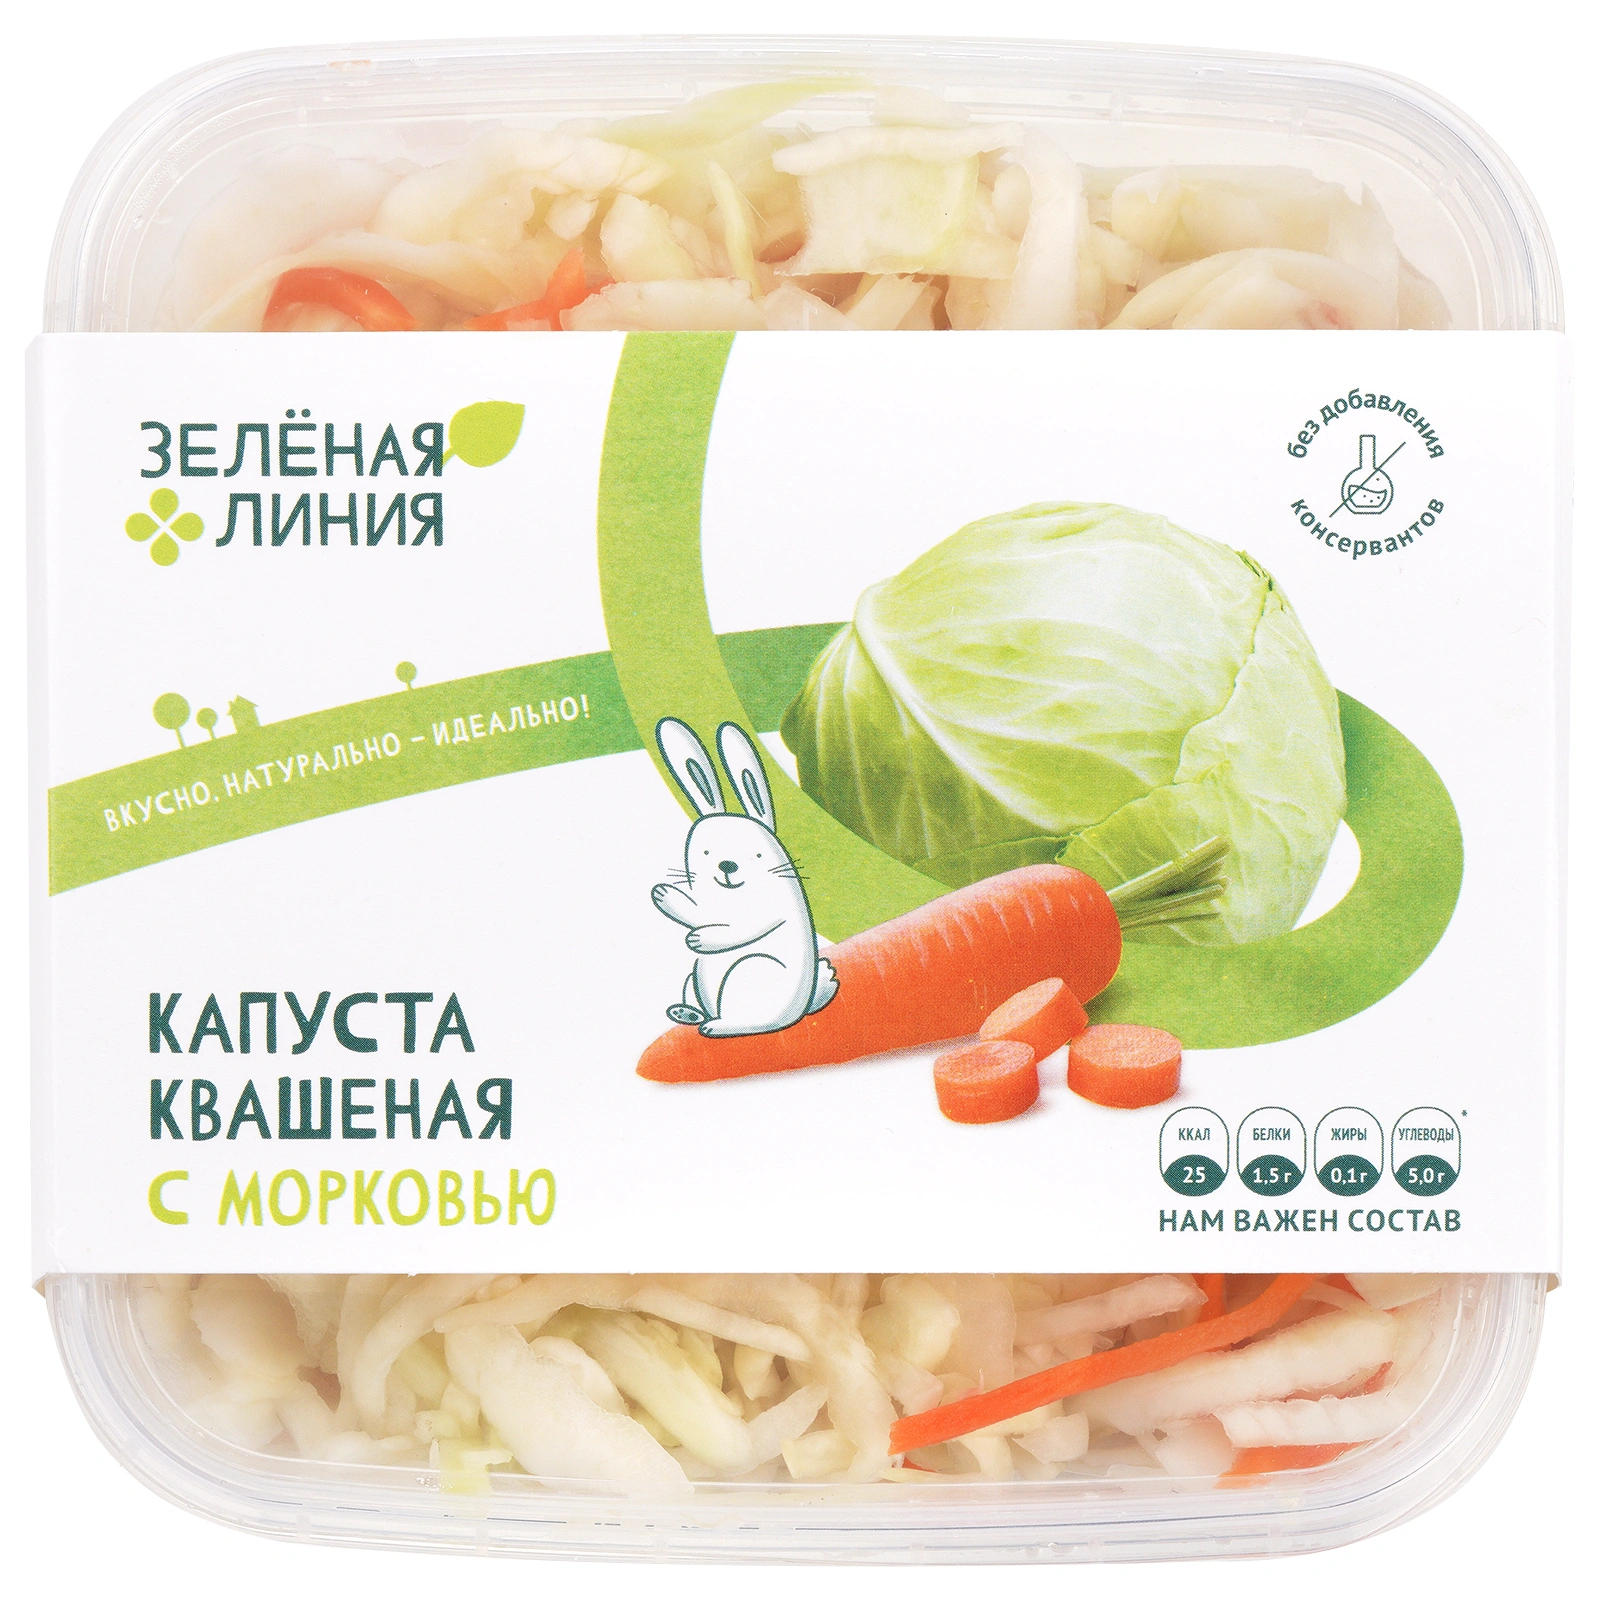 ЗЕЛЁНАЯ
ЛИНИЯ
без добавления
консервантов
ВКУСНО, НАТУРАЛЬНО – ИДЕАЛЬНО!
КАПУСТА
КВАШЕНАЯ
С МОРКОВЬЮ
ККАЛ БЕЛКИ ЖИРЫ УГЛЕВОДЫ *
25 1,5 г 0,1 г 5,0 г
НАМ ВАЖЕН СОСТАВ